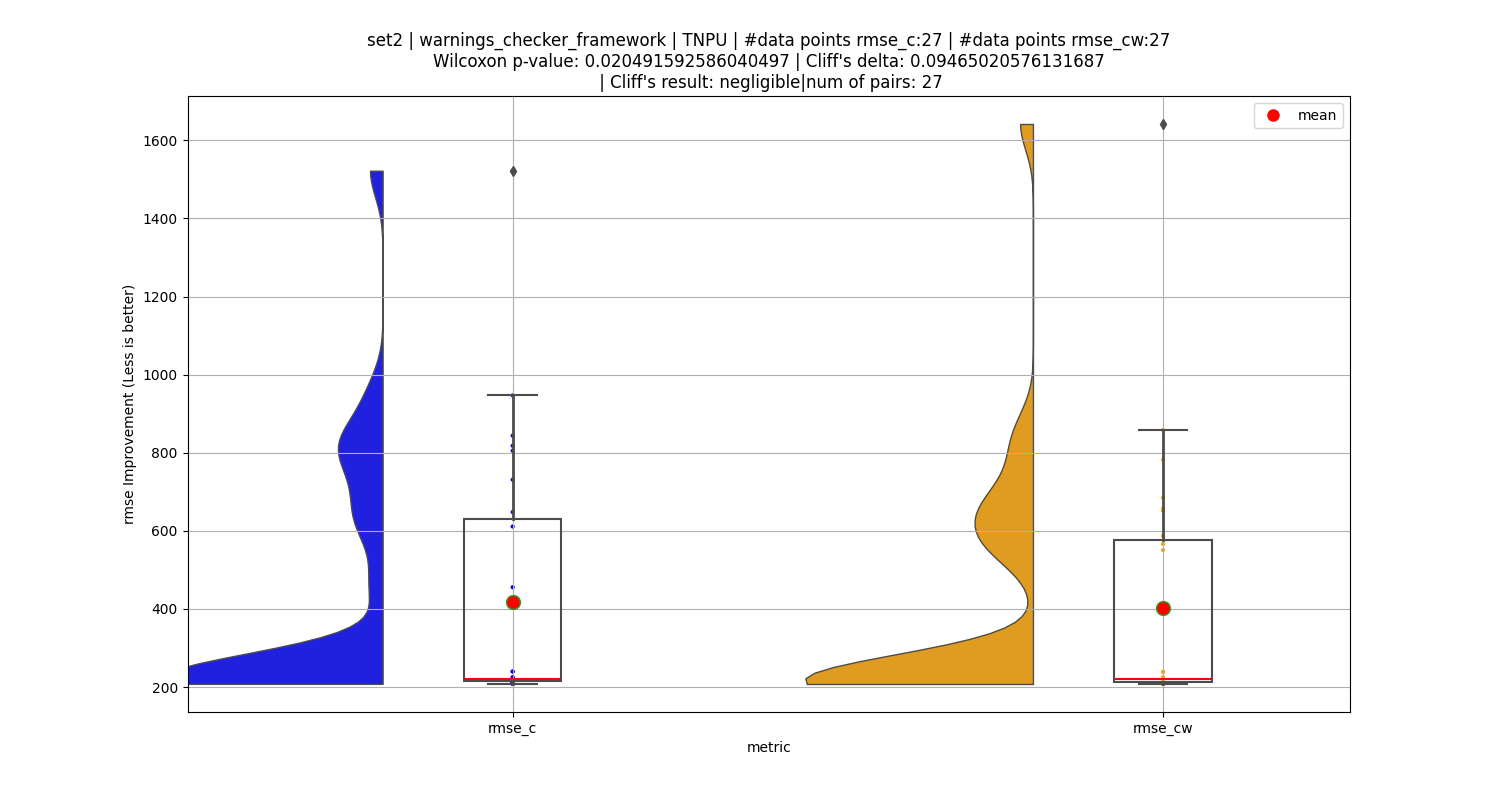 set2 | warnings_checker_framework | TNPU | #data points rmse_c:27 | #data points rmse_cw:27
Wilcoxon p-value: 0.020491592586040497 | Cliff's delta: 0.09465020576131687
| Cliff's result: negligible|num of pairs: 27
mean
1600
1400
1200
1000
800
600
400
200
rmse Improvement (Less is better)
rmse_c
rmse_cw
metric